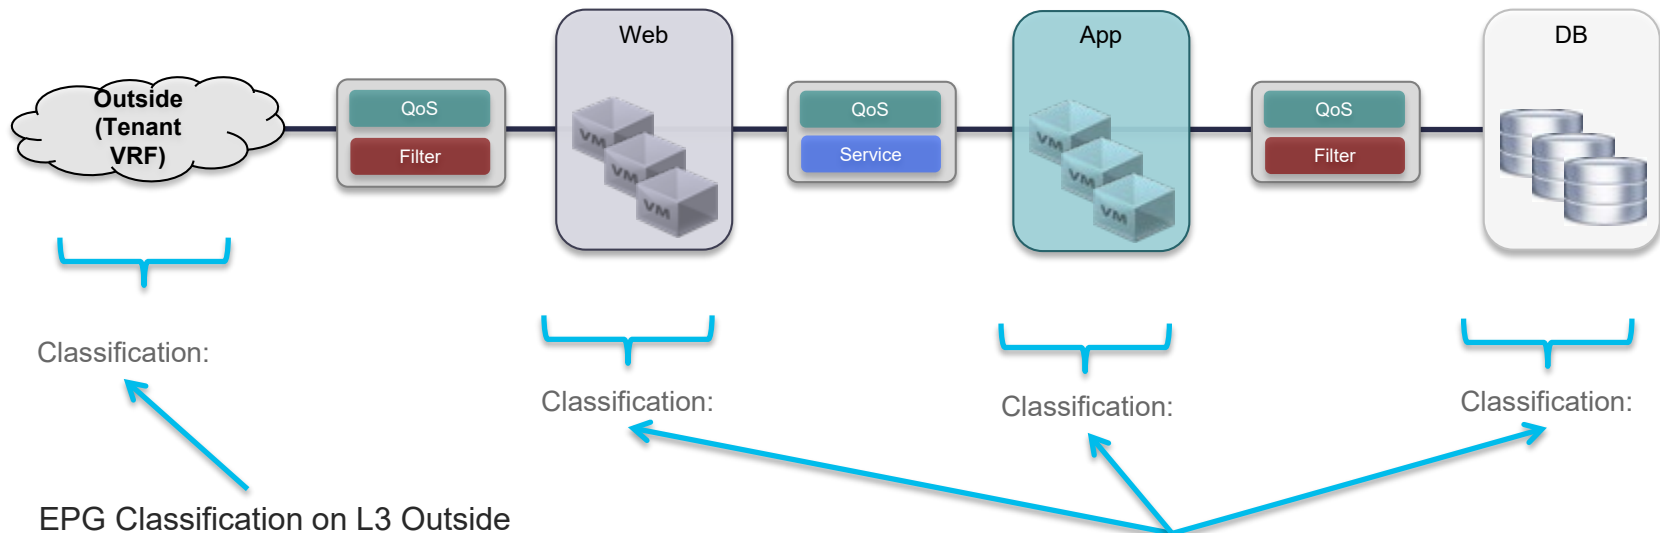 Web
App
DB
Outside
(Tenant
VRF)
QoS
Filter
QoS
Service
QoS
Filter
VM
VM
VM
VM
VM
VM
Classification:
Classification:
Classification:
Classification:
EPG Classification on L3 Outside